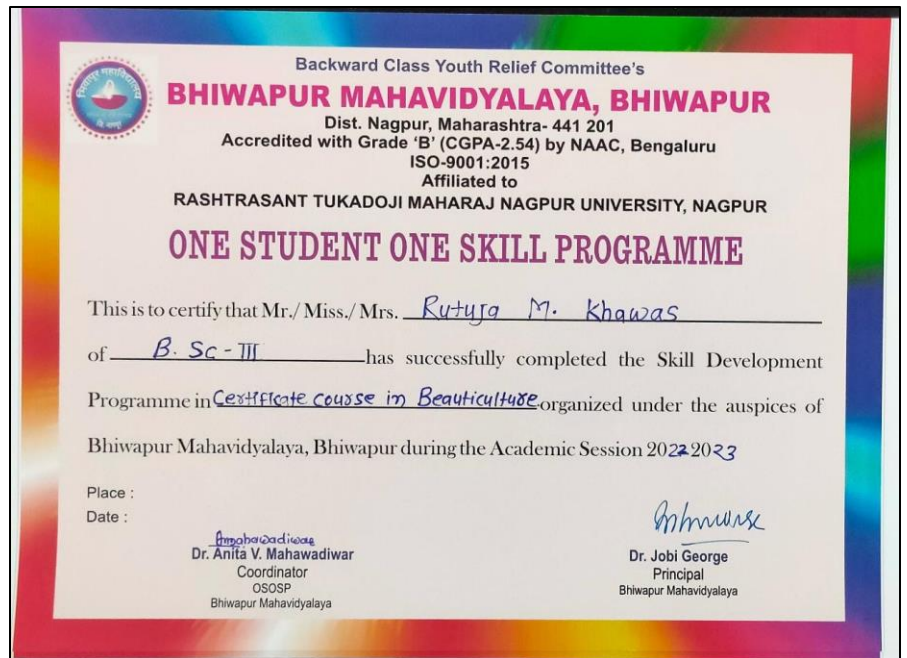 भिवापूर महाविद्यालय
Backward Class Youth Relief Committee's
BHIWAPUR MAHAVIDYALAYA, BHIWAPUR
Dist. Nagpur, Maharashtra- 441 201
Accredited with Grade 'B' (CGPA-2.54) by NAAC, Bengaluru
ISO-9001:2015
Affiliated to
RASHTRASANT TUKADOJI MAHARAJ NAGPUR UNIVERSITY, NAGPUR
ONE STUDENT ONE SKILL PROGRAMME
This is to certify that Mr./ Miss./ Mrs. Rutuja M. Khawas
of B. Sc - III has successfully completed the Skill Development
Programme in Certificate course in Beauticulture organized under the auspices of
Bhiwapur Mahavidyalaya, Bhiwapur during the Academic Session 2022 2023
Place :
Date :
Amahawadiwar
Dr. Anita V. Mahawadiwar
Coordinator
OSOSP
Bhiwapur Mahavidyalaya
Dr. Jobi George
Principal
Bhiwapur Mahavidyalaya